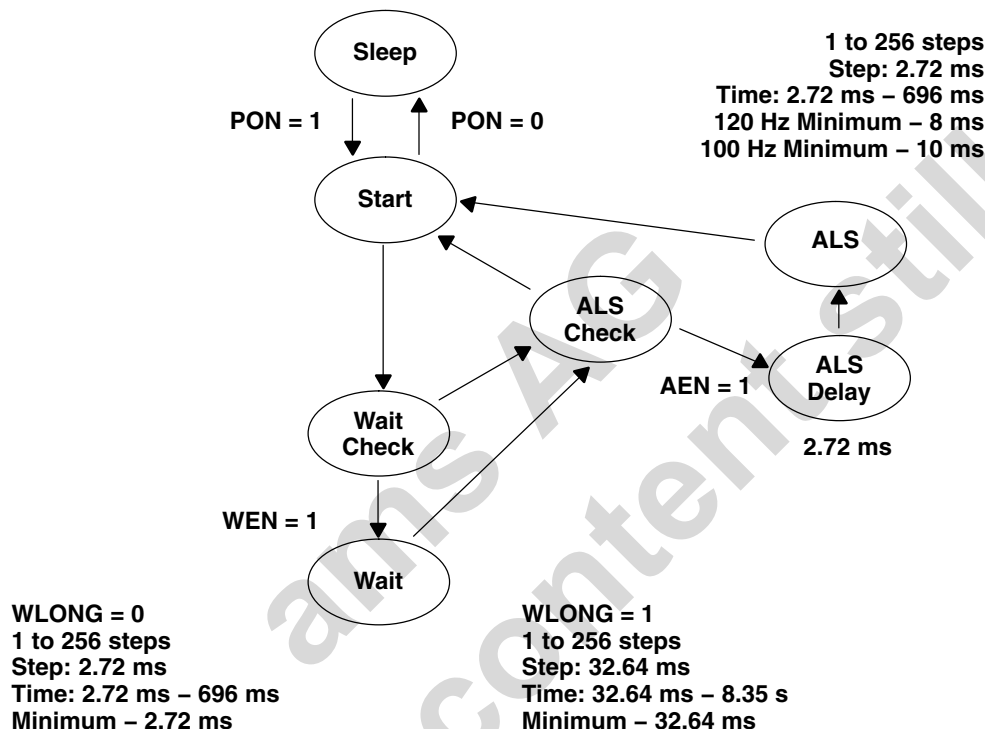 Sleep
1 to 256 steps
Step: 2.72 ms
Time: 2.72 ms – 696 ms
120 Hz Minimum – 8 ms
100 Hz Minimum – 10 ms
PON = 1
PON = 0
Start
ALS
ALS
Check
AEN = 1
ALS
Delay
2.72 ms
Wait
Check
WEN = 1
Wait
WLONG = 0
1 to 256 steps
Step: 2.72 ms
Time: 2.72 ms – 696 ms
Minimum – 2.72 ms
WLONG = 1
1 to 256 steps
Step: 32.64 ms
Time: 32.64 ms – 8.35 s
Minimum – 32.64 ms
ams AG
content still